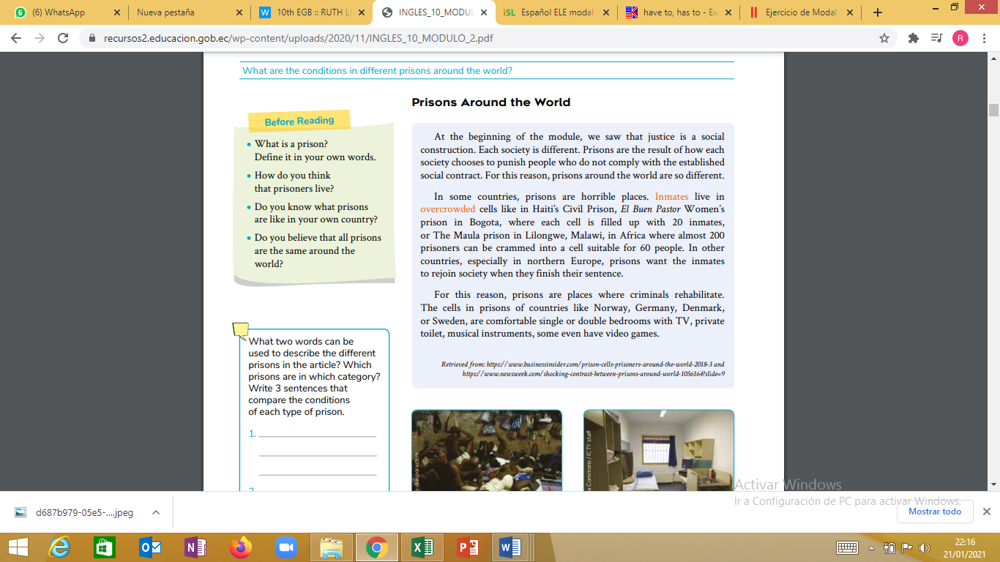 (6) WhatsApp
Nueva pestaña
10th EGB :: RUTH L
INGLES_10_MODUL
Español ELE modal
have to, has to - Ex
Ejercicio de Modal
recursos2.educacion.gob.ec/wp-content/uploads/2020/11/INGLES_10_MODULO_2.pdf
R
What are the conditions in different prisons around the world?
Prisons Around the World
Before Reading
• What is a prison?
Define it in your own words.
• How do you think
that prisoners live?
• Do you know what prisons
are like in your own country?
• Do you believe that all prisons
are the same around the
world?
At the beginning of the module, we saw that justice is a social
construction. Each society is different. Prisons are the result of how each
society chooses to punish people who do not comply with the established
social contract. For this reason, prisons around the world are so different.
In some countries, prisons are horrible places. Inmates live in
overcrowded cells like in Haiti's Civil Prison, El Buen Pastor Women's
prison in Bogota, where each cell is filled up with 20 inmates,
or The Maula prison in Lilongwe, Malawi, in Africa where almost 200
prisoners can be crammed into a cell suitable for 60 people. In other
countries, especially in northern Europe, prisons want the inmates
to rejoin society when they finish their sentence.
For this reason, prisons are places where criminals rehabilitate.
The cells in prisons of countries like Norway, Germany, Denmark,
or Sweden, are comfortable single or double bedrooms with TV, private
toilet, musical instruments, some even have video games.
Retrieved from: https://www.businessinsider.com/prison-cells-prisoners-around-the-world-2018-3 and
https://www.newsweek.com/shocking-contrast-between-prisons-around-world-1056164?slide=9
What two words can be
used to describe the different
prisons in the article? Which
prisons are in which category?
Write 3 sentences that
compare the conditions
of each type of prison.
1.
o-diaspora.com
a Commons / ICTY staff
Activar Windows
Ir a Configuración de PC para activar Windows.
d687b979-05e5-....jpeg
Mostrar todo
22:16
21/01/2021